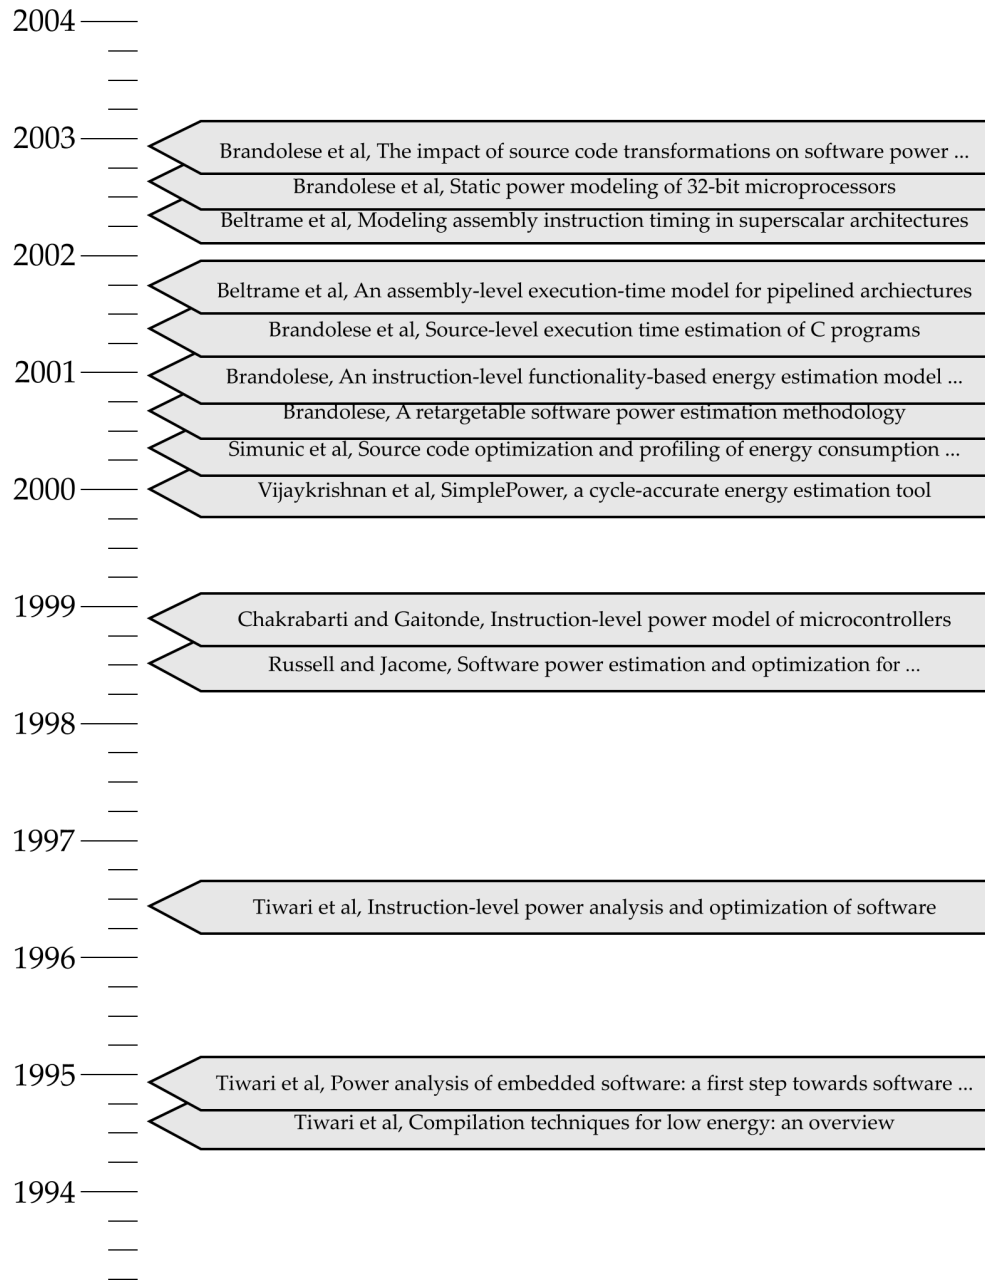 2004
2003
Brandolese et al, The impact of source code transformations on software power ...
Brandolese et al, Static power modeling of 32-bit microprocessors
Beltrame et al, Modeling assembly instruction timing in superscalar architectures
2002
Beltrame et al, An assembly-level execution-time model for pipelined archiectures
Brandolese et al, Source-level execution time estimation of C programs
2001
Brandolese, An instruction-level functionality-based energy estimation model ...
Brandolese, A retargetable software power estimation methodology
Simunic et al, Source code optimization and profiling of energy consumption ...
2000
Vijaykrishnan et al, SimplePower, a cycle-accurate energy estimation tool
1999
Chakrabarti and Gaitonde, Instruction-level power model of microcontrollers
Russell and Jacome, Software power estimation and optimization for ...
1998
1997
Tiwari et al, Instruction-level power analysis and optimization of software
1996
1995
Tiwari et al, Power analysis of embedded software: a first step towards software ...
Tiwari et al, Compilation techniques for low energy: an overview
1994